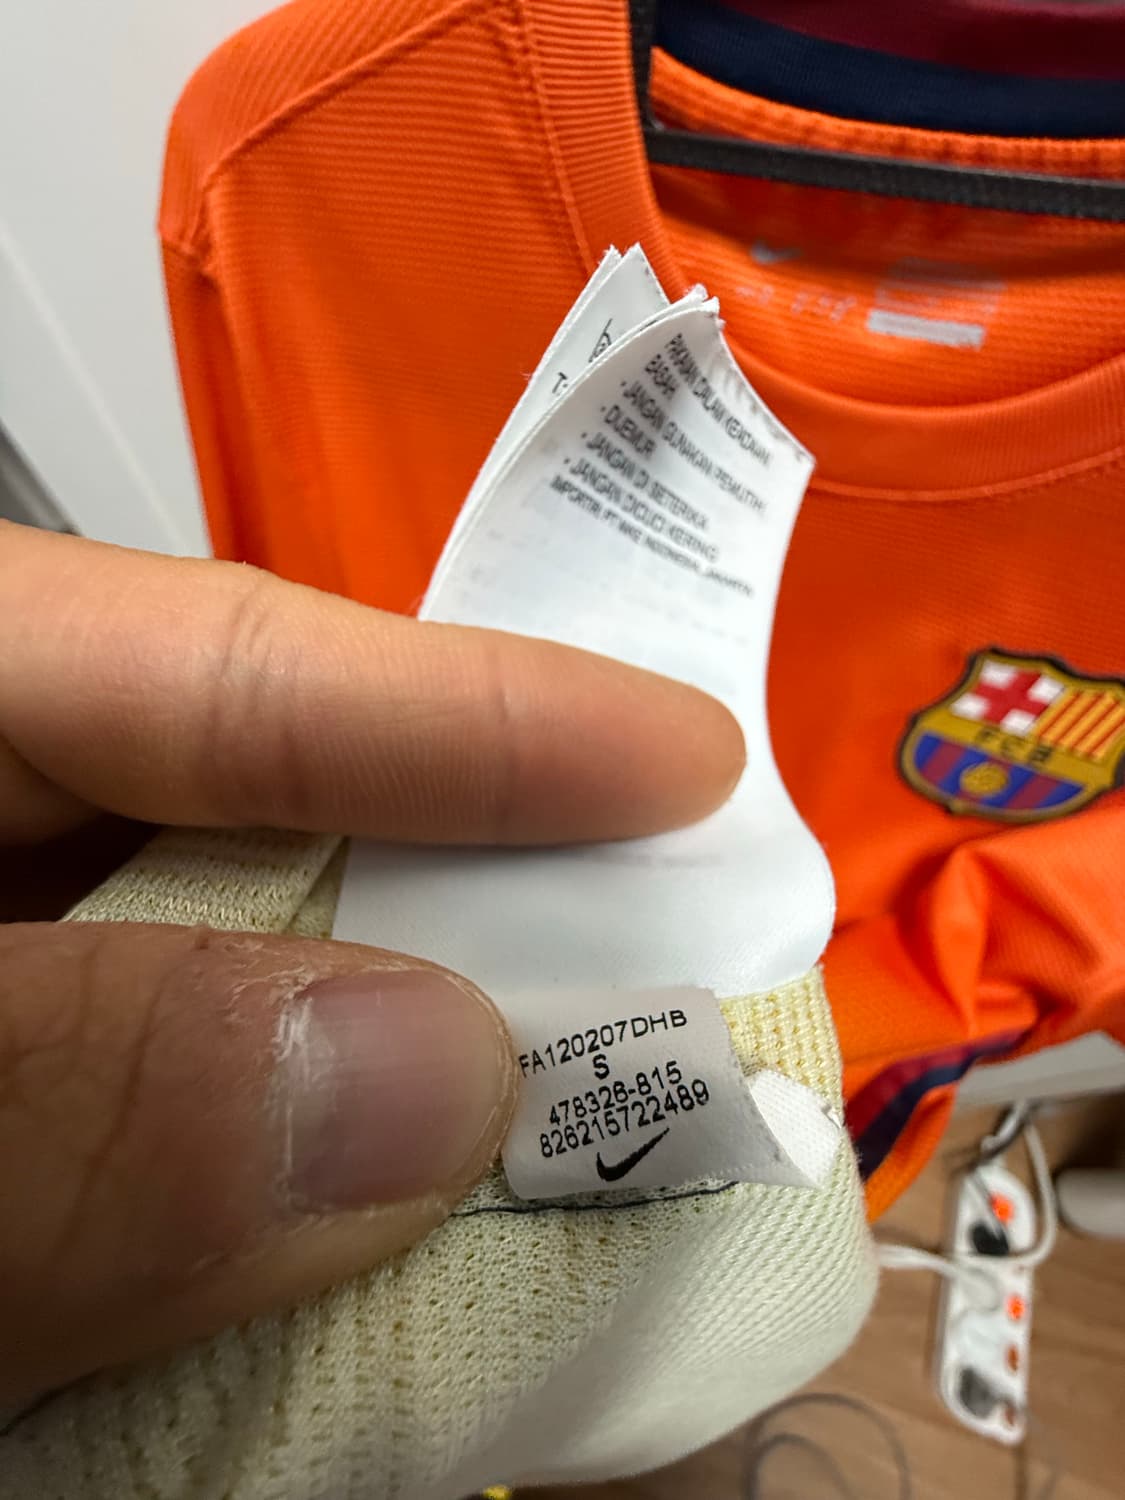 PAKAIAN DALAM KEADAAN
BASAH
• JANGAN GUNAKAN PEMUTIH
• DIJEMUR
• JANGAN DI SETERIKA
• JANGAN DICUCI KERING
IMPORTIR: PT NIKE INDONESIA, JAKARTA
FCB
FA120207DHB
S
478326-815
826215722489